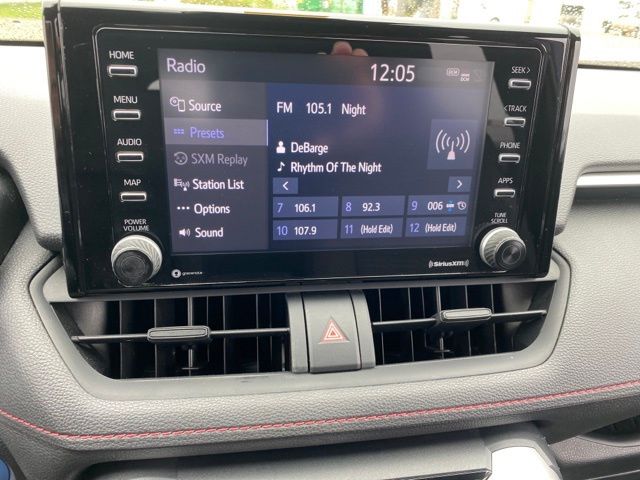 HOME
MENU
AUDIO
MAP
POWER
VOLUME
Radio
12:05
DCM
Source
Presets
SXM Replay
Station List
Options
Sound
FM 105.1 Night
DeBarge
Rhythm Of The Night
< >
7 106.1 8 92.3 9 006
10 107.9 11 (Hold Edit) 12 (Hold Edit)
SEEK >
< TRACK
PHONE
APPS
TUNE
SCROLL
gracenote
((SiriusXM))